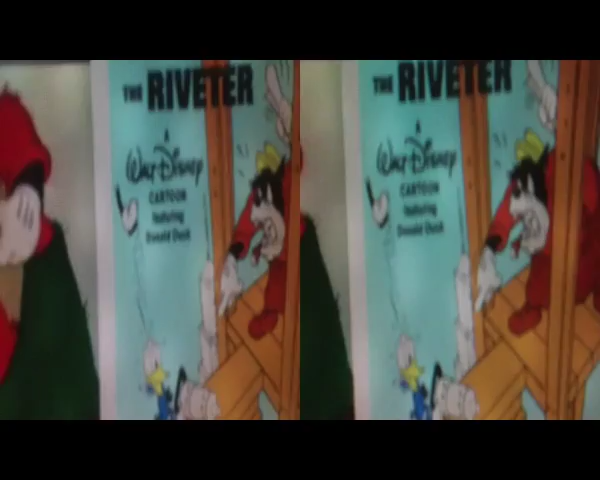 THE RIVETER
A
WALT DISNEY
CARTOON
featuring
Donald Duck
THE RIVETER
A
WALT DISNEY
CARTOON
featuring
Donald Duck